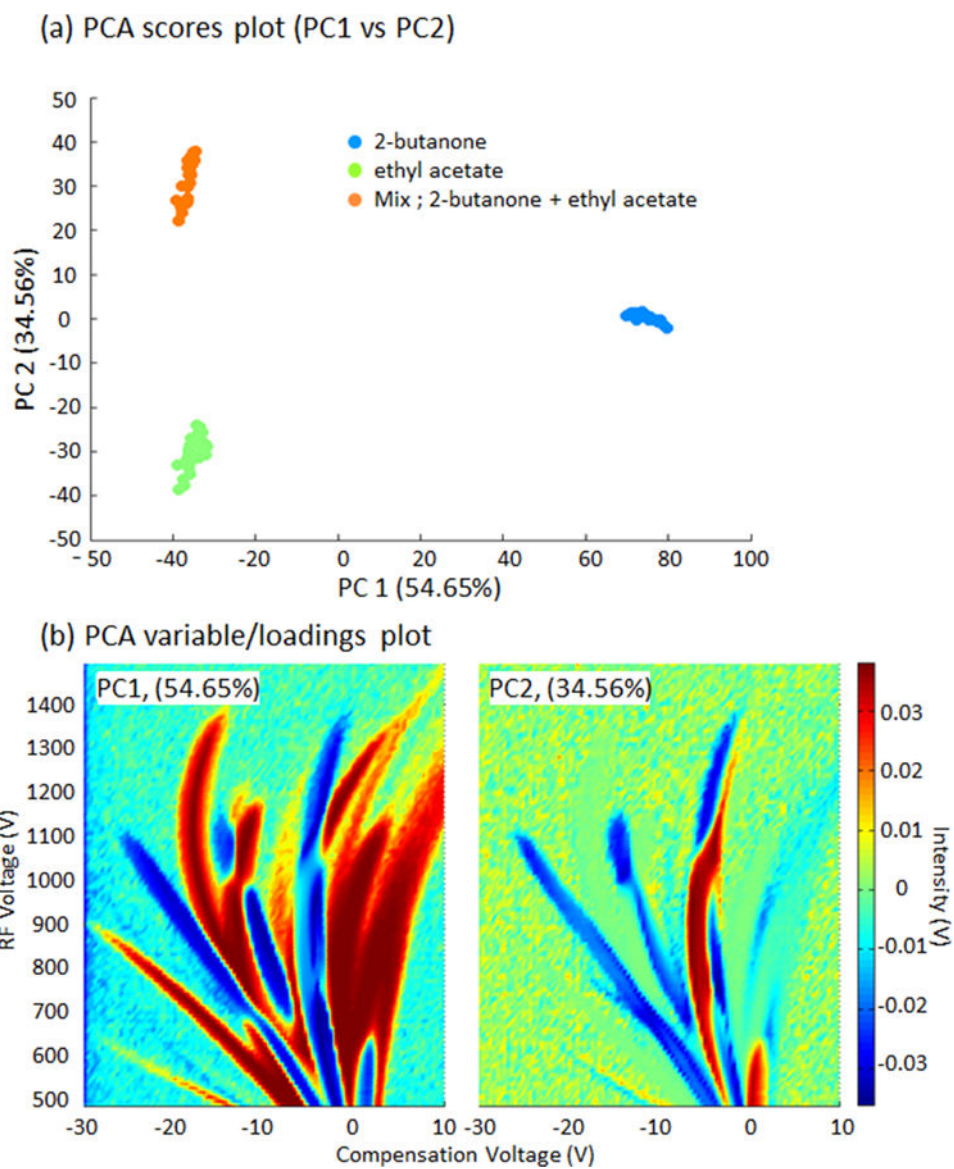 (a) PCA scores plot (PC1 vs PC2)
50
40
30
20
10
0
-10
-20
-30
-40
-50
PC 2 (34.56%)
2-butanone
ethyl acetate
Mix ; 2-butanone + ethyl acetate
-50 -40 -20 0 20 40 60 80 100
PC 1 (54.65%)
(b) PCA variable/loadings plot
PC1, (54.65%)
PC2, (34.56%)
1400
1300
1200
1100
1000
900
800
700
600
500
RF Voltage (V)
0.03
0.02
0.01
0
-0.01
-0.02
-0.03
Intensity (V)
-30 -20 -10 0 10 -30 -20 -10 0 10
Compensation Voltage (V)